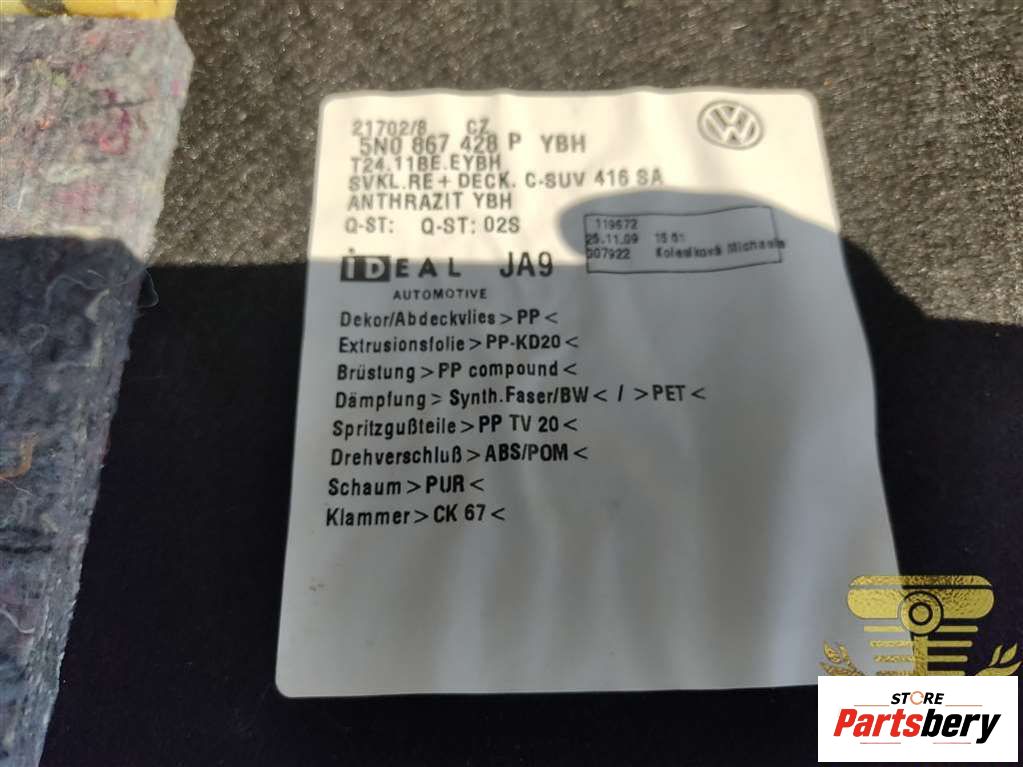 21702/8 CZ
5N0 867 428 P YBH
T24.11BE.EYBH
SVKL.RE + DECK. C-SUV 416 SA
ANTHRAZIT YBH
Q-ST: Q-ST: 02S
119672
25.11.09
007922 Michaela
iDEAL JA9
AUTOMOTIVE
Dekor/Abdeckvlies > PP <
Extrusionsfolie > PP-KD20 <
Brüstung > PP compound <
Dämpfung > Synth.Faser/BW < / > PET <
Spritzgußteile > PP TV 20 <
Drehverschluß > ABS/POM <
Schaum > PUR <
Klammer > CK 67 <
STORE
Partsbery